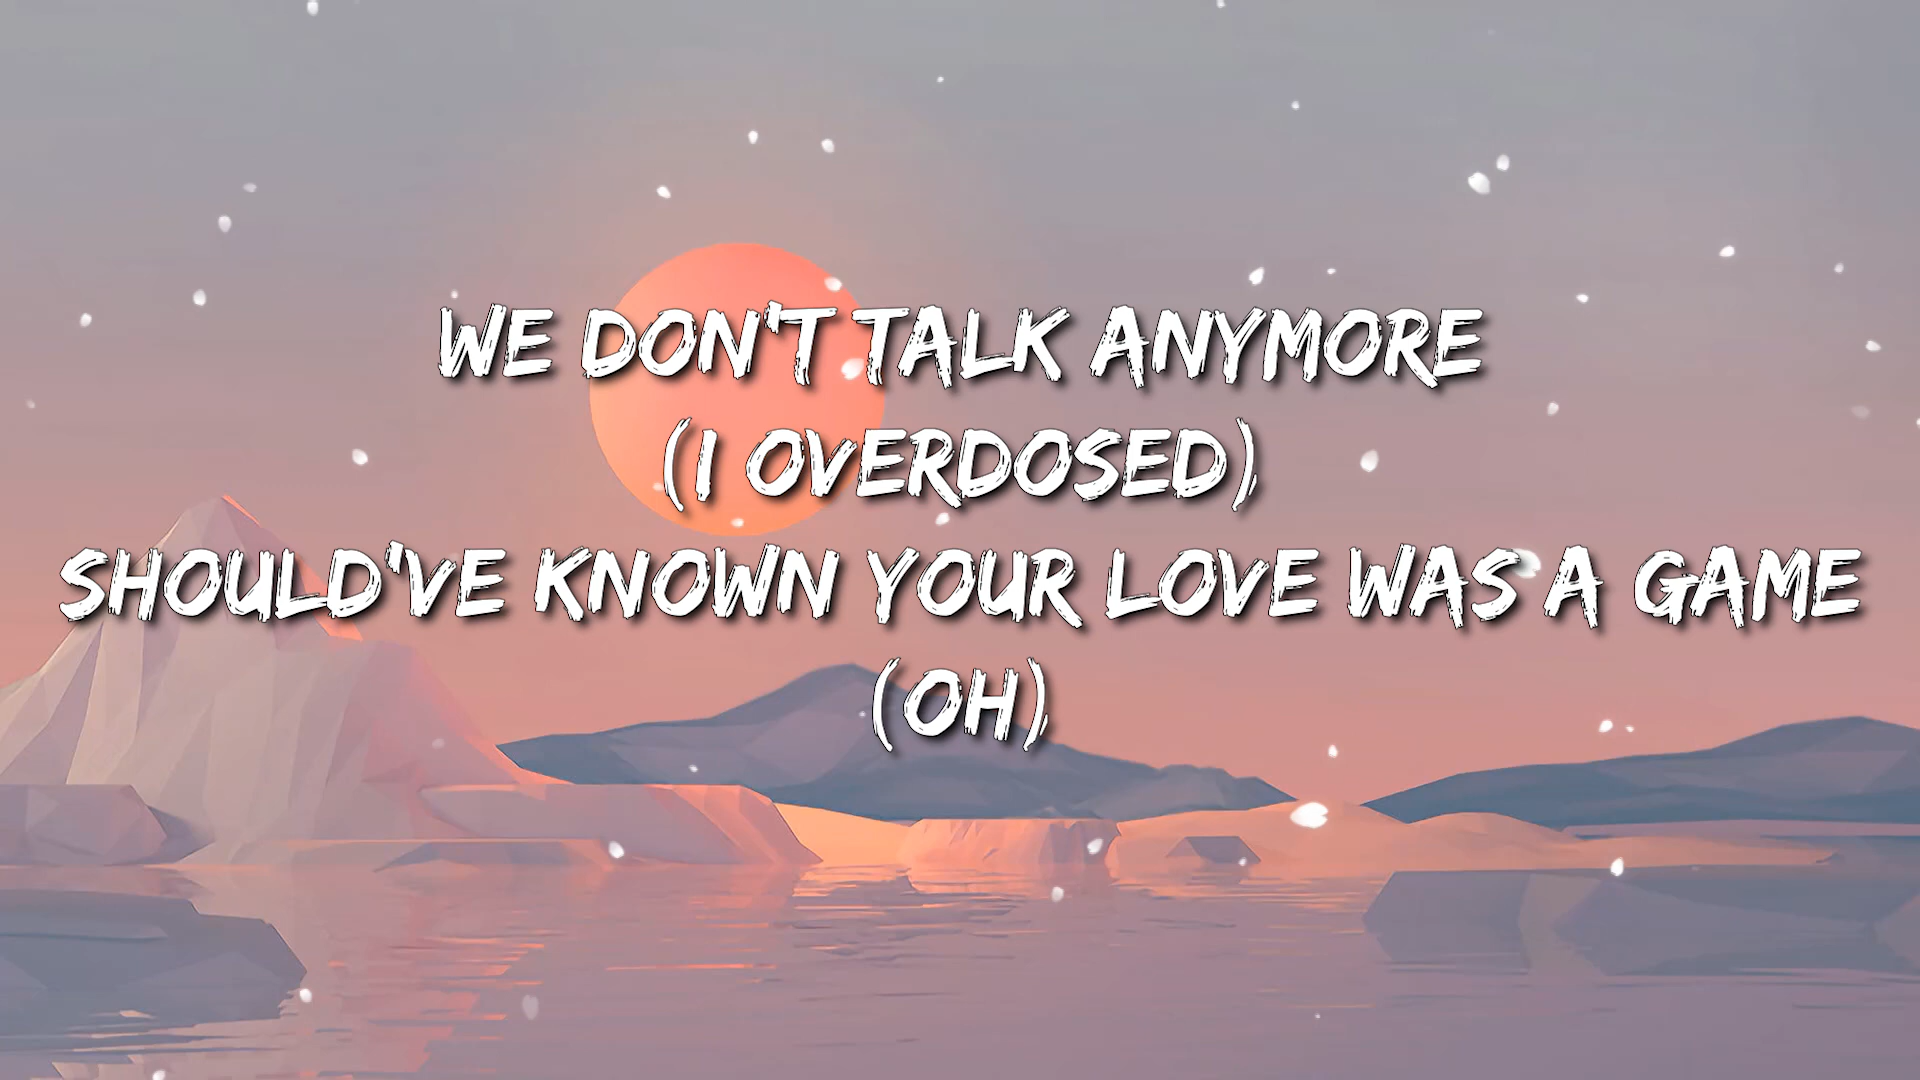 WE DON'T TALK ANYMORE
(I OVERDOSED)
SHOULD'VE KNOWN YOUR LOVE WAS A GAME
(OH)